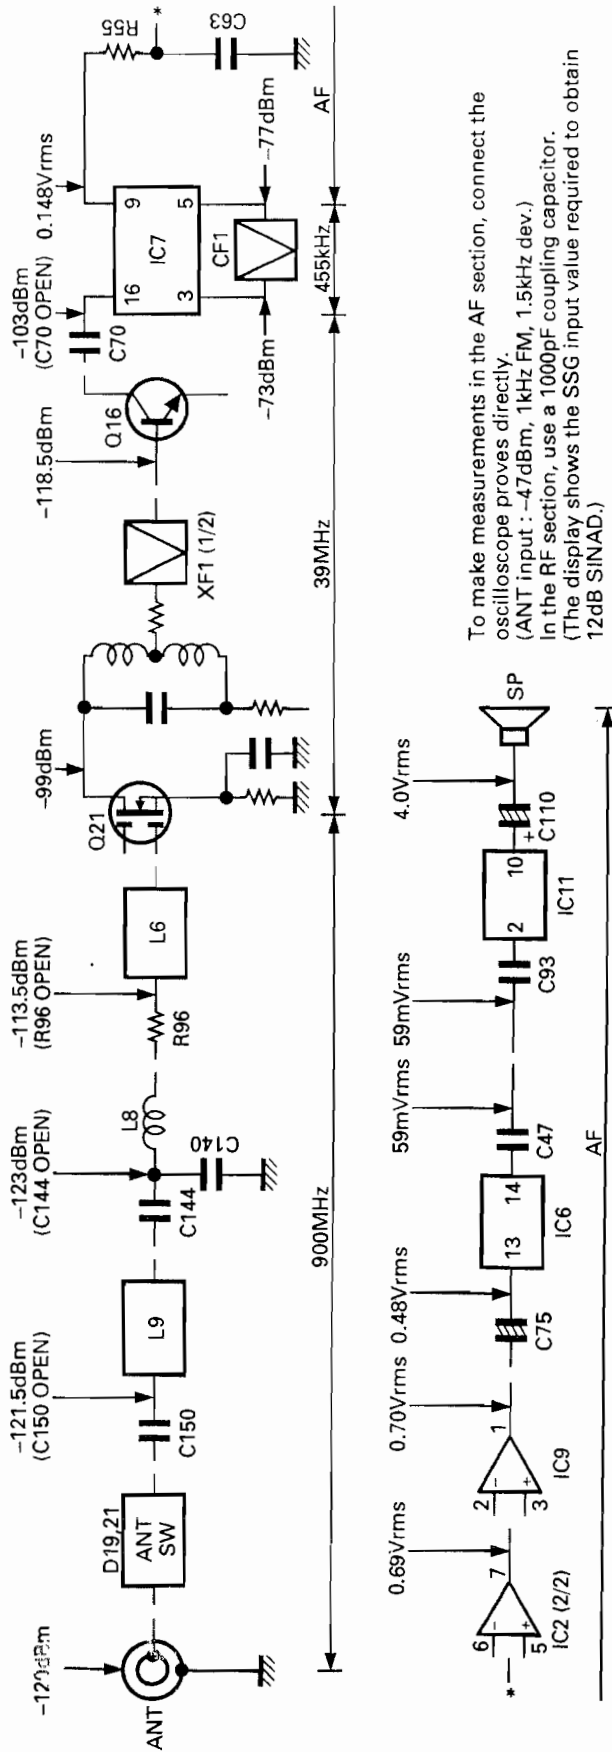 -121.5dBm
(C150 OPEN)
-123dBm
(C144 OPEN)
-113.5dBm
(R96 OPEN)
-99dBm
-118.5dBm
-103dBm
(C70 OPEN)
0.148Vrms
R55
*
D19,21
ANT
SW
C150
L9
C144
L8
C140
R96
L6
Q21
XF1 (1/2)
Q16
C70
16
9
IC7
3
5
CF1
C63
ANT
-73dBm
-77dBm
900MHz
39MHz
455kHz
AF
0.69Vrms
0.70Vrms
0.48Vrms
59mVrms
59mVrms
4.0Vrms
*
6
-
7
+
5
IC2 (2/2)
2
-
1
+
3
IC9
C75
13
14
IC6
C47
C93
2
10
IC11
+
C110
SP
AF
To make measurements in the AF section, connect the
oscilloscope proves directly.
(ANT input : -47dBm, 1kHz FM, 1.5kHz dev.)
In the RF section, use a 1000pF coupling capacitor.
(The display shows the SSG input value required to obtain
12dB SINAD.)